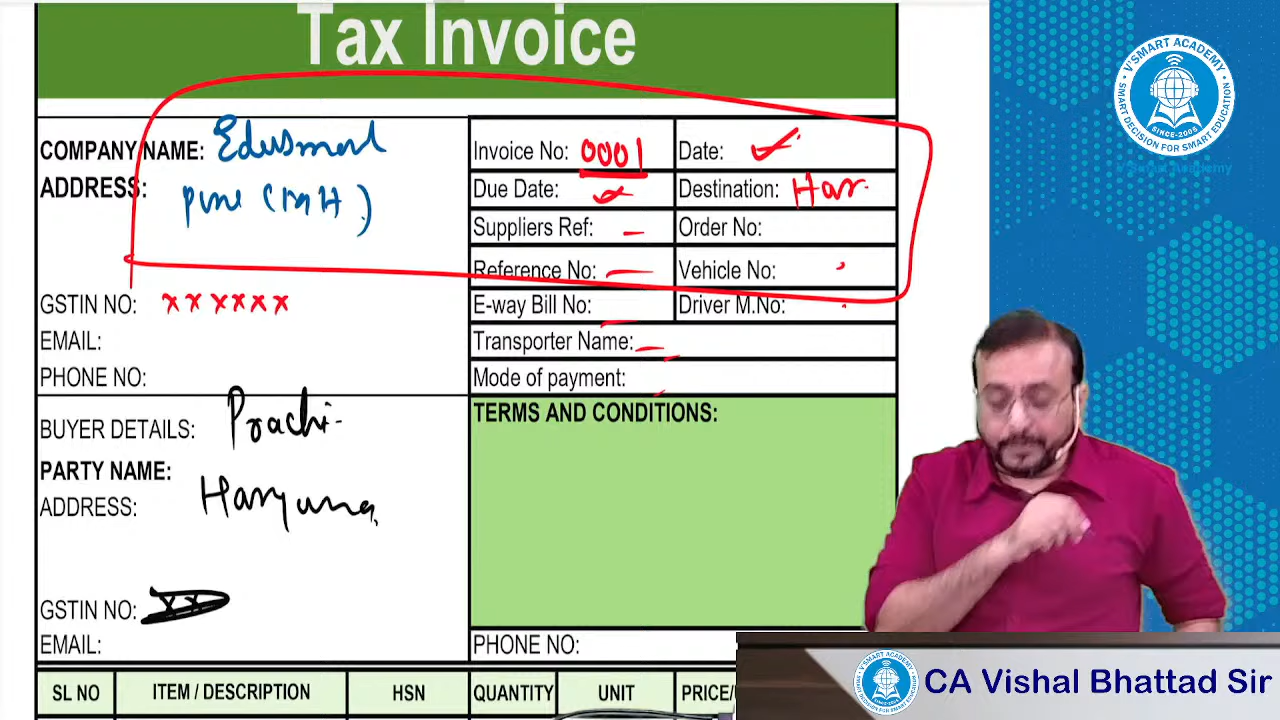 Tax Invoice
COMPANY NAME: Edusmart
ADDRESS: Pune (MH)
GSTIN NO: xxxxxx
EMAIL:
PHONE NO:
Invoice No: 0001
Date:
Due Date:
Destination: Har
Suppliers Ref:
Order No:
Reference No:
Vehicle No:
E-way Bill No:
Driver M.No:
Transporter Name:
Mode of payment:
BUYER DETAILS: Prachi
PARTY NAME:
ADDRESS: Haryana
GSTIN NO: xx
EMAIL:
TERMS AND CONDITIONS:
PHONE NO:
SL NO ITEM / DESCRIPTION HSN QUANTITY UNIT PRICE/
V'SMART ACADEMY
SMART DECISION FOR SMART EDUCATION
SINCE-2005
V'Smart Academy
CA Vishal Bhattad Sir